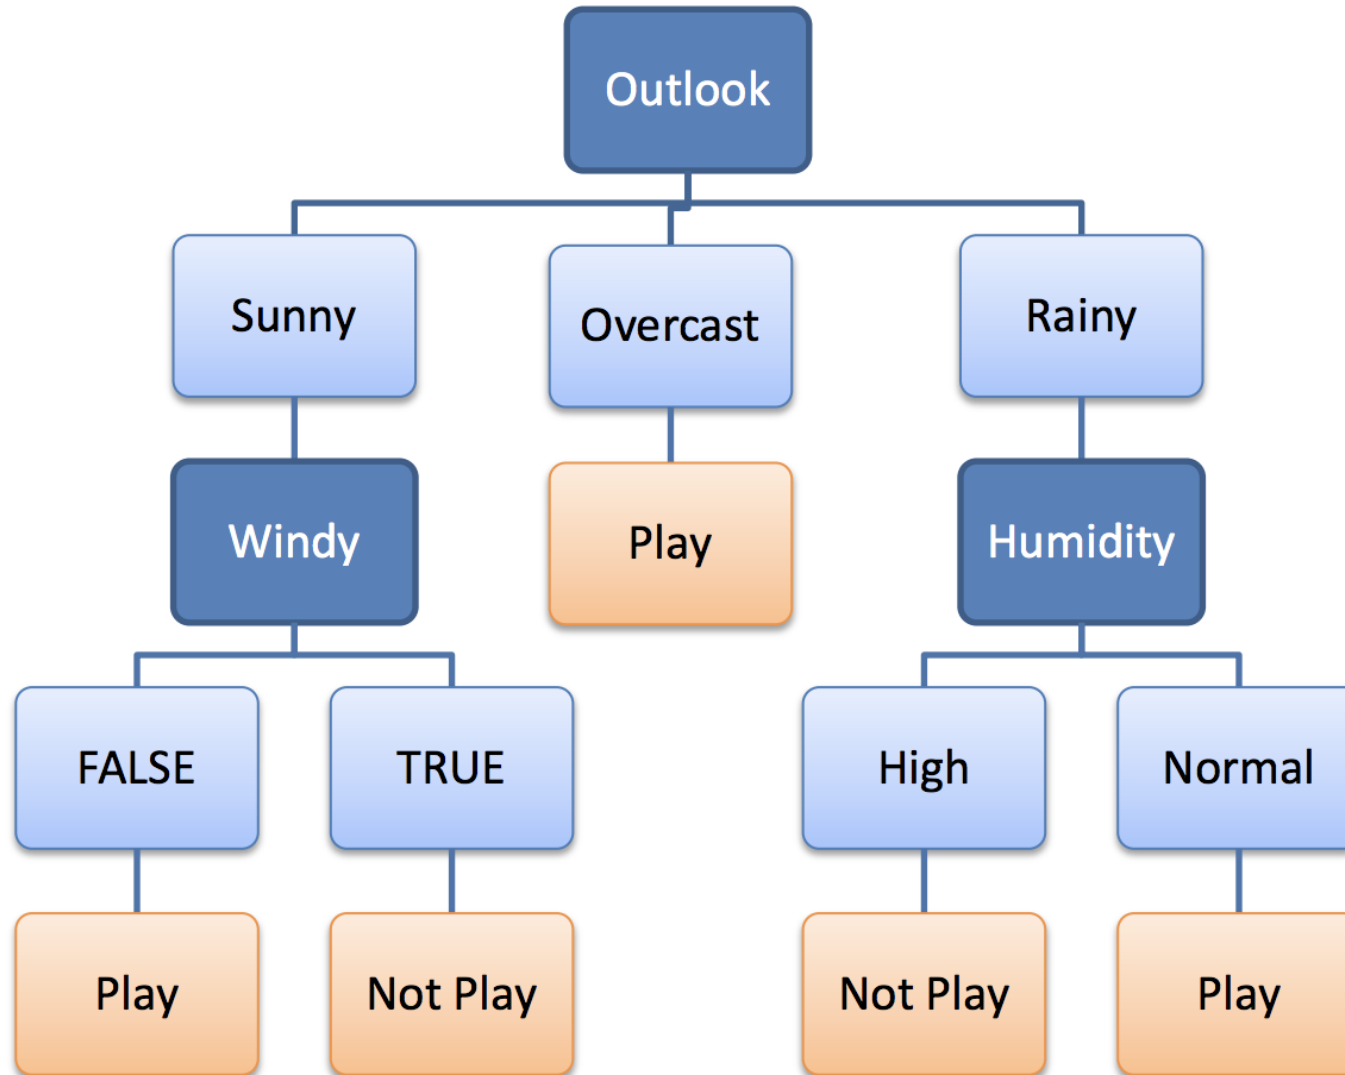 Outlook
Sunny
Overcast
Rainy
Windy
Play
Humidity
FALSE
TRUE
High
Normal
Play
Not Play
Not Play
Play